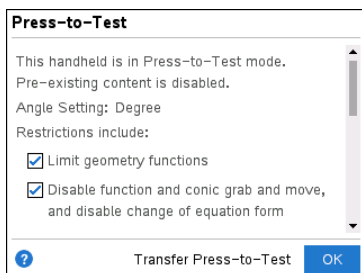 Press-to-Test
This handheld is in Press-to-Test mode.
Pre-existing content is disabled.
Angle Setting: Degree
Restrictions include:
Limit geometry functions
Disable function and conic grab and move,
and disable change of equation form
? Transfer Press-to-Test OK